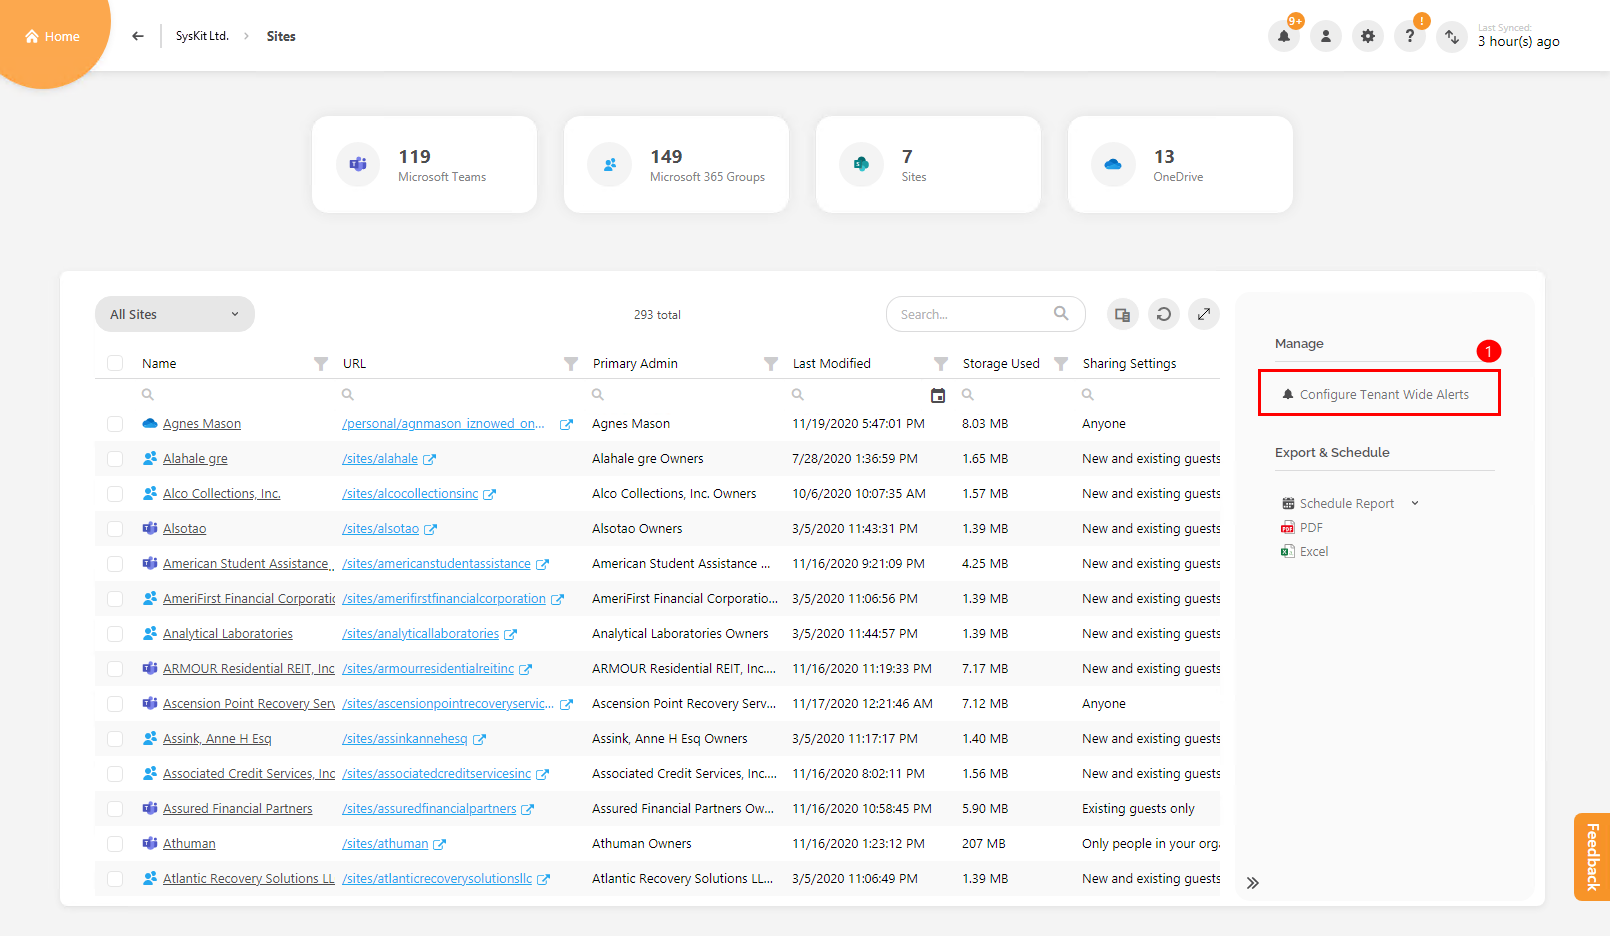 Home
SysKit Ltd.
Sites
9+
!
?
Last Synced:
3 hour(s) ago
119
Microsoft Teams
149
Microsoft 365 Groups
7
Sites
13
OneDrive
All Sites
293 total
Search...
Name URL Primary Admin Last Modified Storage Used Sharing Settings
Agnes Mason /personal/agnmason_iznowed_on... Agnes Mason 11/19/2020 5:47:01 PM 8.03 MB Anyone
Alahale gre /sites/alahale Alahale gre Owners 7/28/2020 1:36:59 PM 1.65 MB New and existing guests
Alco Collections, Inc. /sites/alcocollectionsinc Alco Collections, Inc. Owners 10/6/2020 10:07:35 AM 1.57 MB New and existing guests
Alsotao /sites/alsotao Alsotao Owners 3/5/2020 11:43:31 PM 1.39 MB New and existing guests
American Student Assistance /sites/americanstudentassistance American Student Assistance ... 11/16/2020 9:21:09 PM 4.25 MB New and existing guests
AmeriFirst Financial Corporatic /sites/amerifirstfinancialcorporation AmeriFirst Financial Corporatio... 3/5/2020 11:06:56 PM 1.39 MB New and existing guests
Analytical Laboratories /sites/analyticallaboratories Analytical Laboratories Owners 3/5/2020 11:44:57 PM 1.39 MB New and existing guests
ARMOUR Residential REIT, Inc /sites/armourresidentialreitinc ARMOUR Residential REIT, Inc.... 11/16/2020 11:19:33 PM 7.17 MB New and existing guests
Ascension Point Recovery Serv /sites/ascensionpointrecoveryservic... Ascension Point Recovery Serv... 11/17/2020 12:21:46 AM 7.12 MB Anyone
Assink, Anne H Esq /sites/assinkannehesq Assink, Anne H Esq Owners 3/5/2020 11:17:17 PM 1.40 MB New and existing guests
Associated Credit Services, Inc /sites/associatedcreditservicesinc Associated Credit Services, Inc.... 11/16/2020 8:02:11 PM 1.56 MB New and existing guests
Assured Financial Partners /sites/assuredfinancialpartners Assured Financial Partners Ow... 11/16/2020 10:58:45 PM 5.90 MB Existing guests only
Athuman /sites/athuman Athuman Owners 11/16/2020 1:23:12 PM 207 MB Only people in your orga
Atlantic Recovery Solutions LL /sites/atlanticrecoverysolutionsllc Atlantic Recovery Solutions LL... 3/5/2020 11:06:49 PM 1.39 MB New and existing guests
Manage
1
Configure Tenant Wide Alerts
Export & Schedule
Schedule Report
PDF
Excel
Feedback